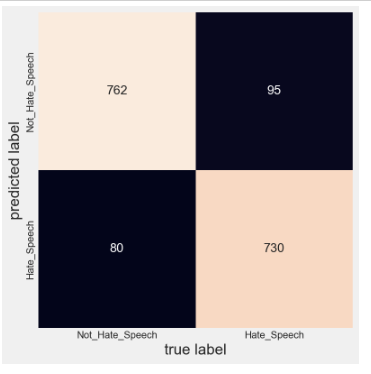 762 95
80 730
predicted label
Not_Hate_Speech
Hate_Speech
Not_Hate_Speech Hate_Speech
true label